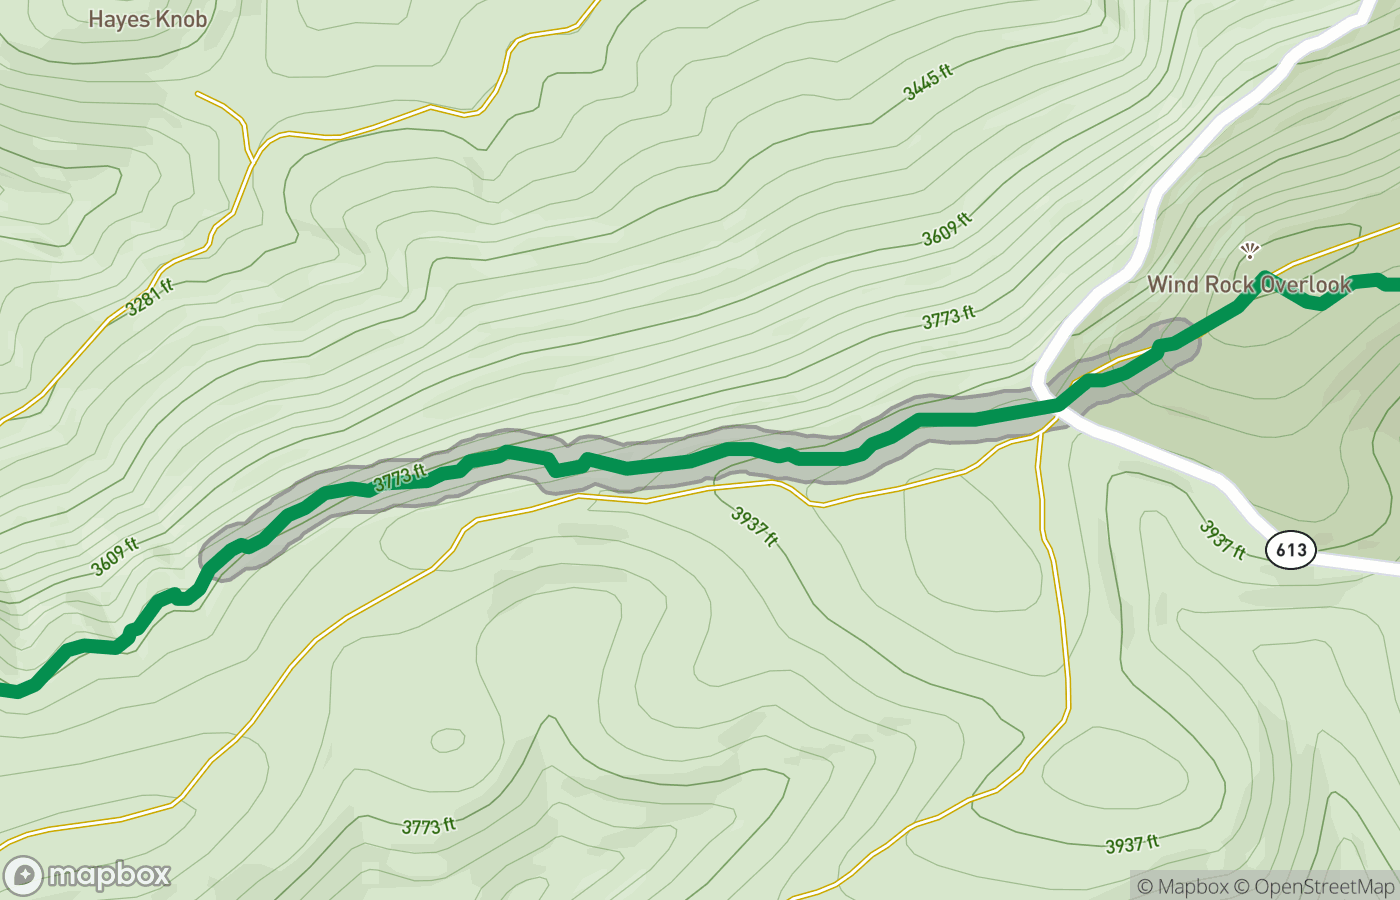 Hayes Knob
3445 ft
3609 ft
Wind Rock Overlook
3281 ft
3773 ft
3773 ft
3937 ft
3937 ft
613
3609 ft
3773 ft
3937 ft
mapbox
© Mapbox © OpenStreetMap